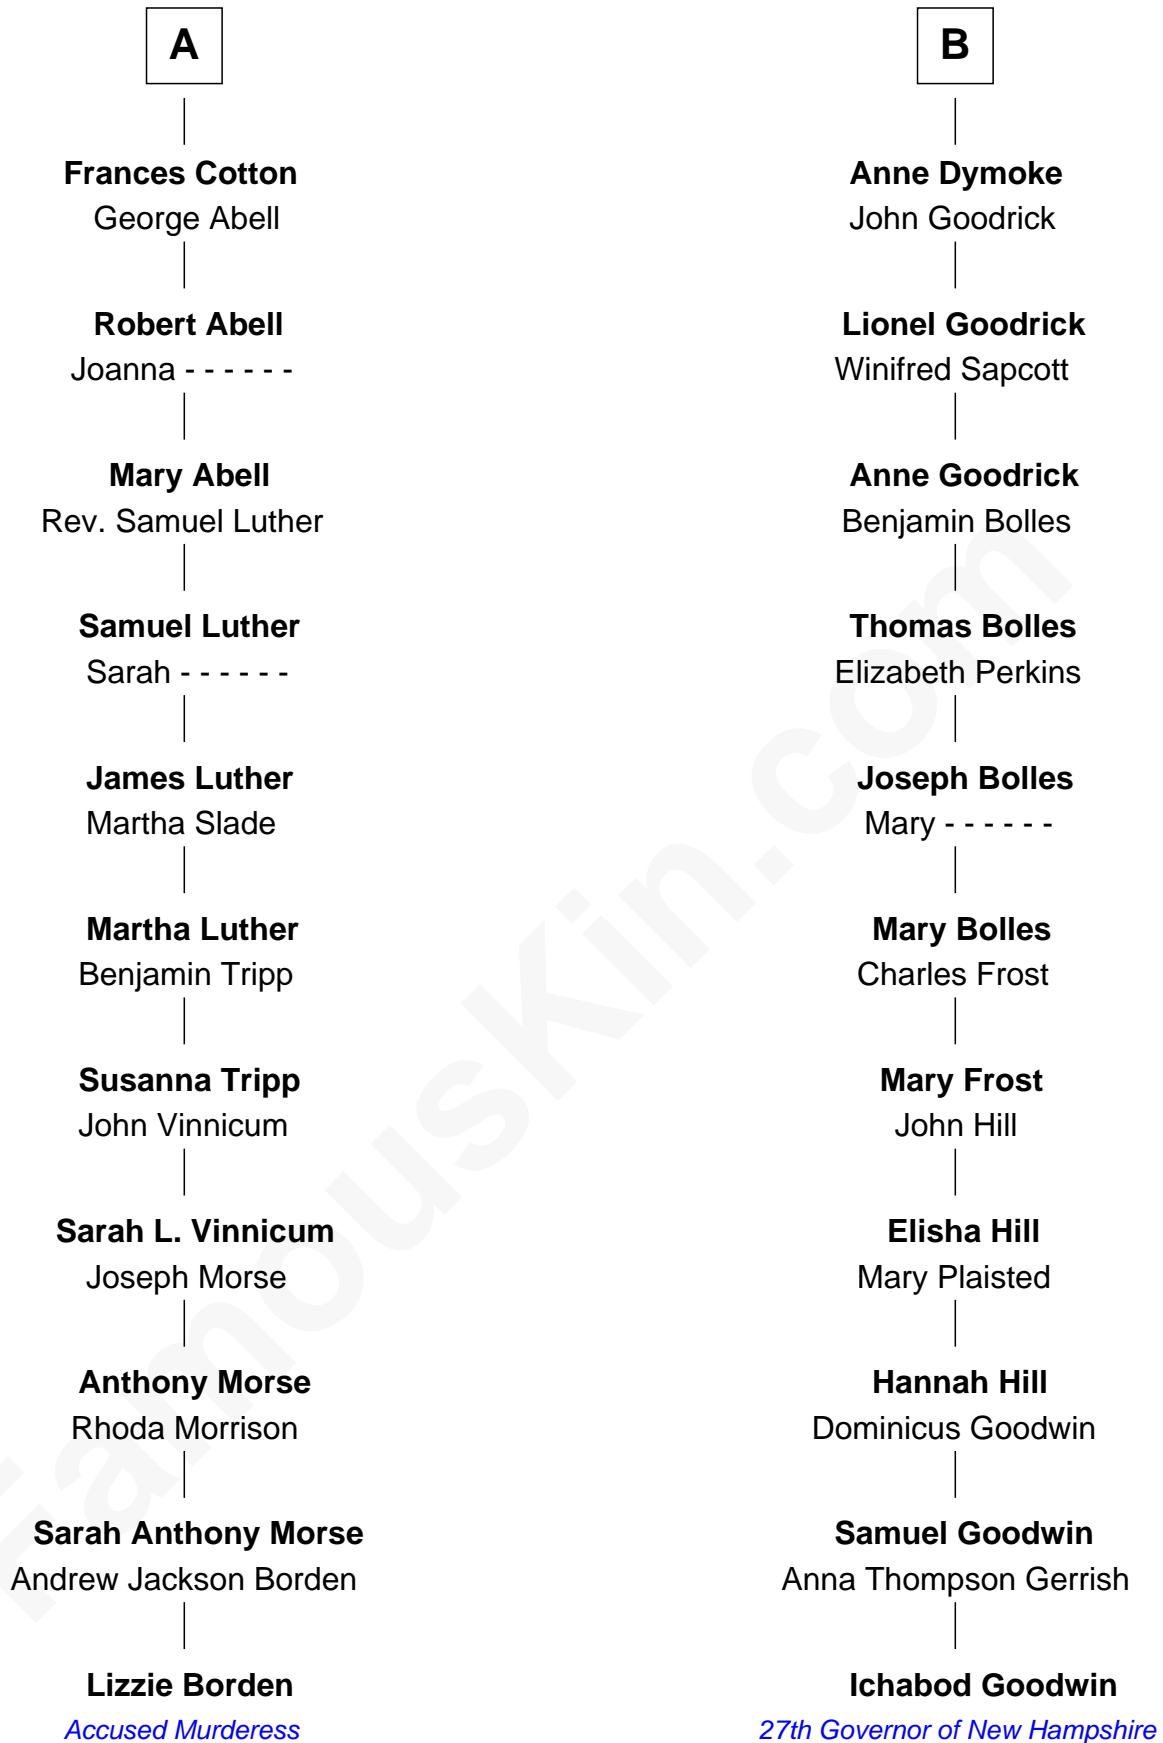 A
Frances Cotton
George Abell
Robert Abell
Joanna - - - - - -
Mary Abell
Rev. Samuel Luther
Samuel Luther
Sarah - - - - - -
James Luther
Martha Slade
Martha Luther
Benjamin Tripp
Susanna Tripp
John Vinnicum
Sarah L. Vinnicum
Joseph Morse
Anthony Morse
Rhoda Morrison
Sarah Anthony Morse
Andrew Jackson Borden
Lizzie Borden
Accused Murderess
B
Anne Dymoke
John Goodrick
Lionel Goodrick
Winifred Sapcott
Anne Goodrick
Benjamin Bolles
Thomas Bolles
Elizabeth Perkins
Joseph Bolles
Mary - - - - - -
Mary Bolles
Charles Frost
Mary Frost
John Hill
Elisha Hill
Mary Plaisted
Hannah Hill
Dominicus Goodwin
Samuel Goodwin
Anna Thompson Gerrish
Ichabod Goodwin
27th Governor of New Hampshire
FamousKin.com